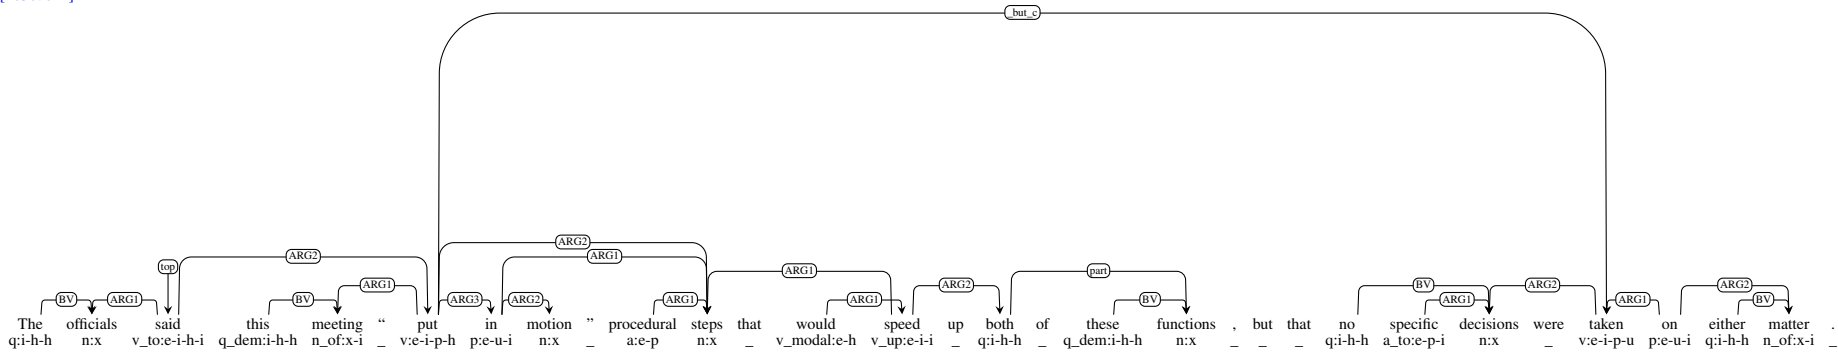 _but_c
ARG2
ARG2 ARG1
top ARG1 part
BV ARG1 BV ARG1 ARG3 ARG2 ARG1 ARG1 ARG2 BV BV ARG1 ARG2 ARG1 ARG2 BV
The officials said this meeting “ put in motion ” procedural steps that would speed up both of these functions , but that no specific decisions were taken on either matter .
q:i-h-h n:x v_to:e-i-h-i q_dem:i-h-h n_of:x-i _ v:e-i-p-h p:e-u-i n:x _ a:e-p n:x _ v_modal:e-h v_up:e-i-i _ q:i-h-h _ q_dem:i-h-h n:x _ _ _ q:i-h-h a_to:e-p-i n:x _ v:e-i-p-u p:e-u-i q:i-h-h n_of:x-i _